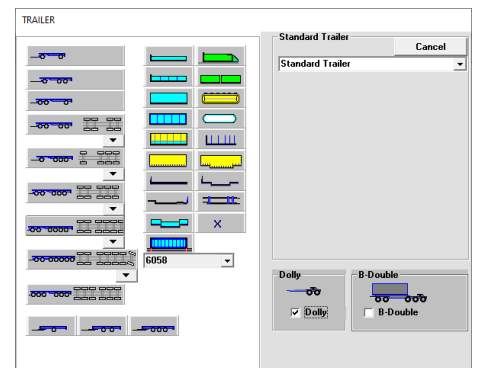 TRAILER
Standard Trailer
Cancel
Standard Trailer
X
6058
Dolly
Dolly
B-Double
B-Double